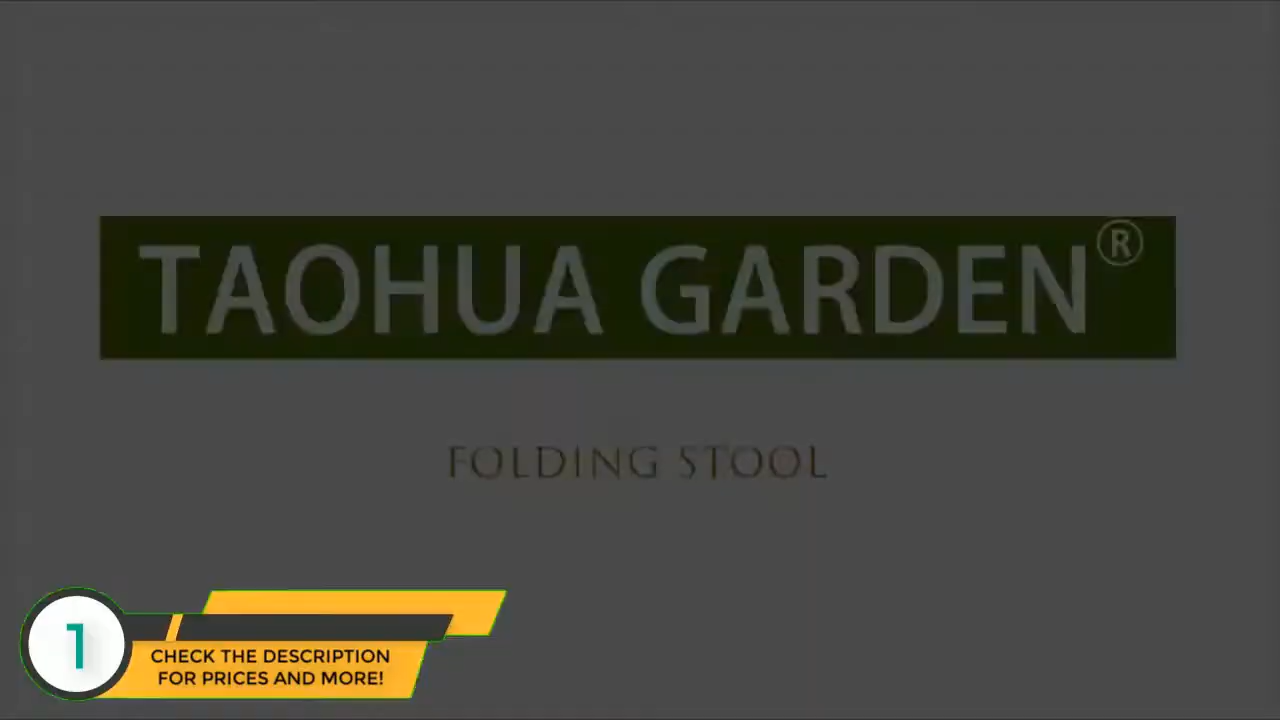 TAOHUA GARDEN®
FOLDING STOOL
1
CHECK THE DESCRIPTION
FOR PRICES AND MORE!